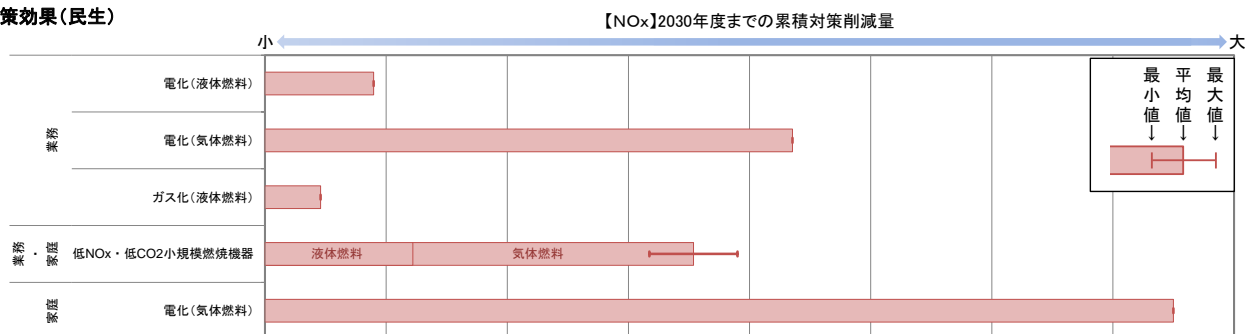 策効果(民生)
【NOx】2030年度までの累積対策削減量
小 大
最小値→ 平均値→ 最大値→
業務
電化(液体燃料)
電化(気体燃料)
ガス化(液体燃料)
業務・家庭
低NOx・低CO2小規模燃焼機器
液体燃料 気体燃料
家庭
電化(気体燃料)